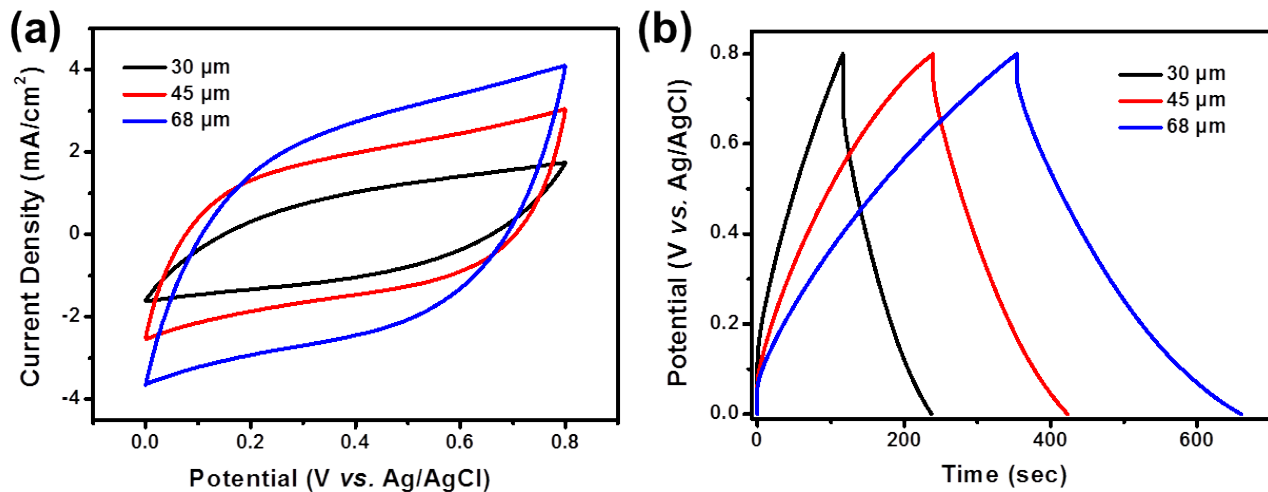 (a)
30 µm
45 µm
68 µm
Current Density (mA/cm²)
4
2
0
-2
-4
0.0 0.2 0.4 0.6 0.8
Potential (V vs. Ag/AgCl)
(b)
30 µm
45 µm
68 µm
Potential (V vs. Ag/AgCl)
0.8
0.6
0.4
0.2
0.0
0 200 400 600
Time (sec)